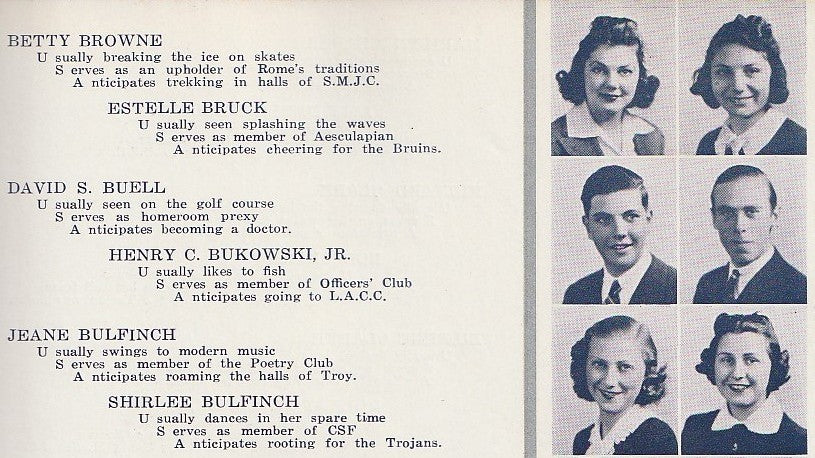 BETTY BROWNE
U sually breaking the ice on skates
S erves as an upholder of Rome's traditions
A nticipates trekking in halls of S.M.J.C.
ESTELLE BRUCK
U sually seen splashing the waves
S erves as member of Aesculapian
A nticipates cheering for the Bruins.
DAVID S. BUELL
U sually seen on the golf course
S erves as homeroom prexy
A nticipates becoming a doctor.
HENRY C. BUKOWSKI, JR.
U sually likes to fish
S erves as member of Officers' Club
A nticipates going to L.A.C.C.
JEANE BULFINCH
U sually swings to modern music
S erves as member of the Poetry Club
A nticipates roaming the halls of Troy.
SHIRLEE BULFINCH
U sually dances in her spare time
S erves as member of CSF
A nticipates rooting for the Trojans.